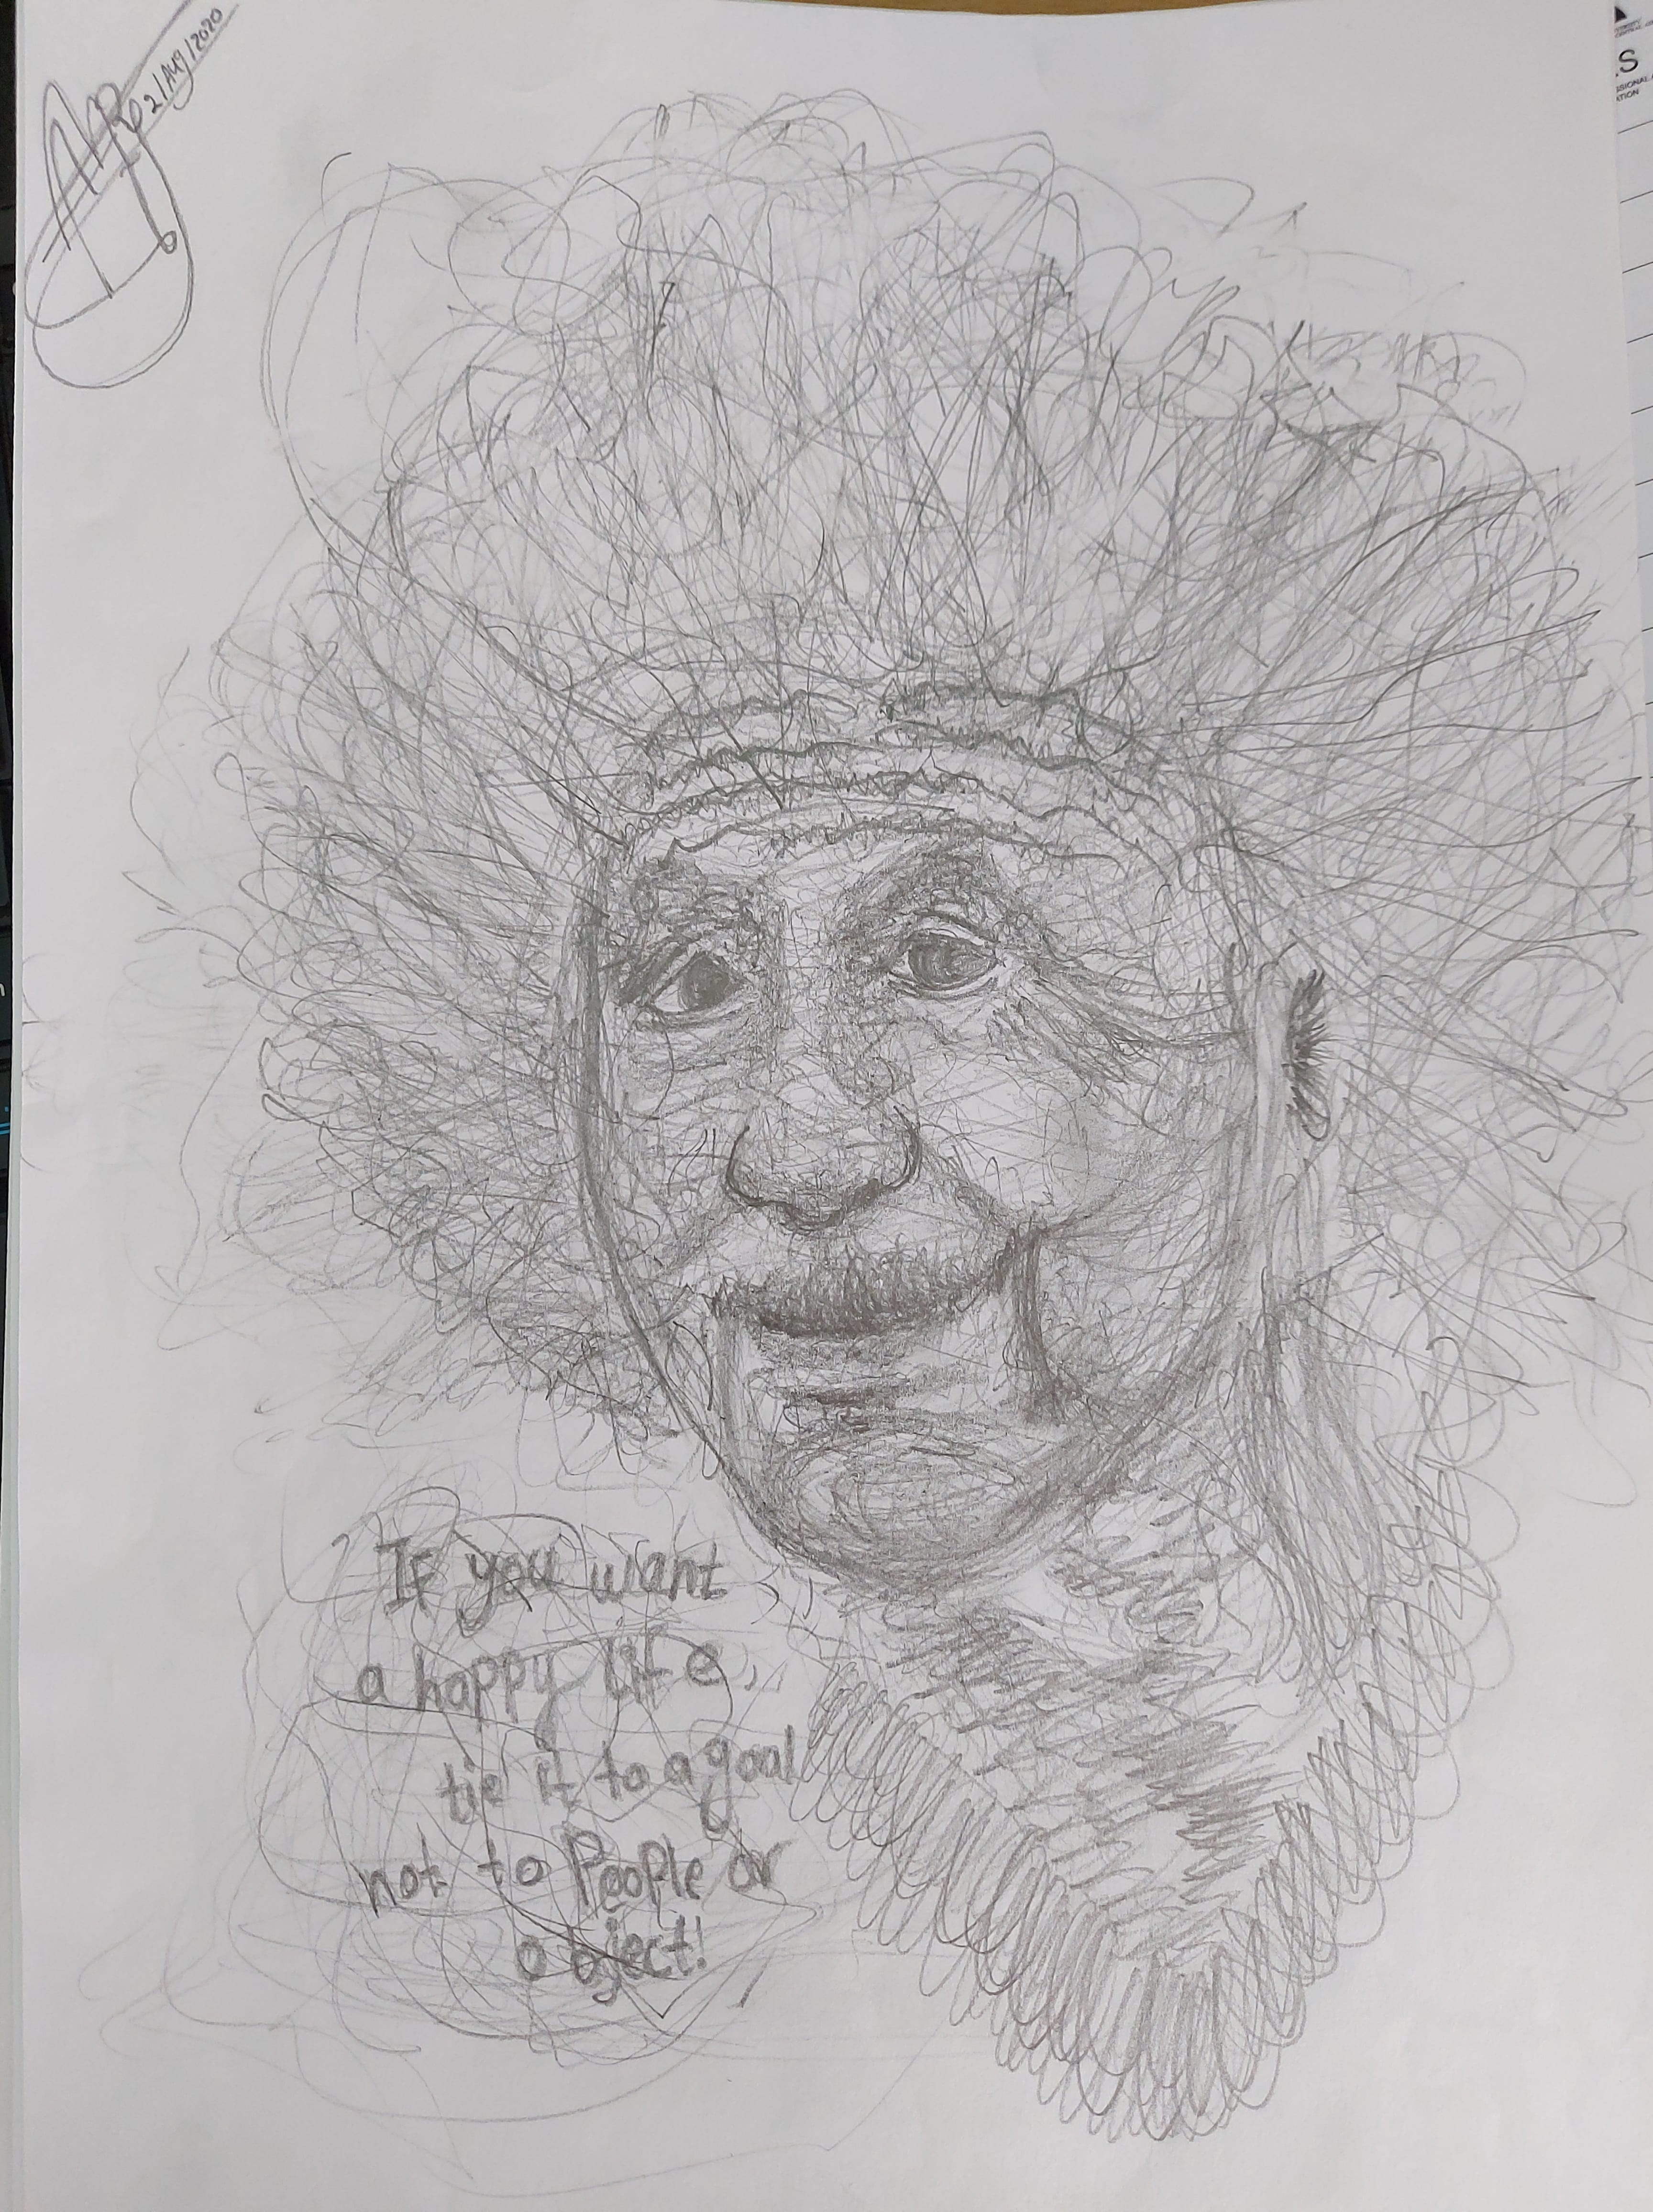 21/Aug/2020
If you want
a happy life,
tie it to a goal
not to People or
object!
.S